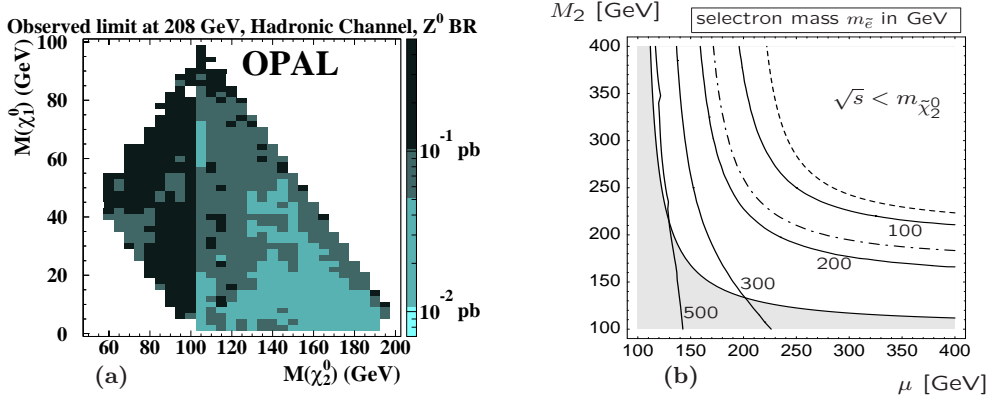 Observed limit at 208 GeV, Hadronic Channel, Z⁰ BR
OPAL
M(χ̃₁⁰) (GeV)
100
80
60
40
20
0
60 80 100 120 140 160 180 200
M(χ₂⁰) (GeV)
10⁻¹ pb
10⁻² pb
(a)
M₂ [GeV]
selectron mass m_ẽ in GeV
400
350
300
250
200
150
100
√s < m_χ̃₂⁰
100
200
300
500
100 150 200 250 300 350 400
μ [GeV]
(b)